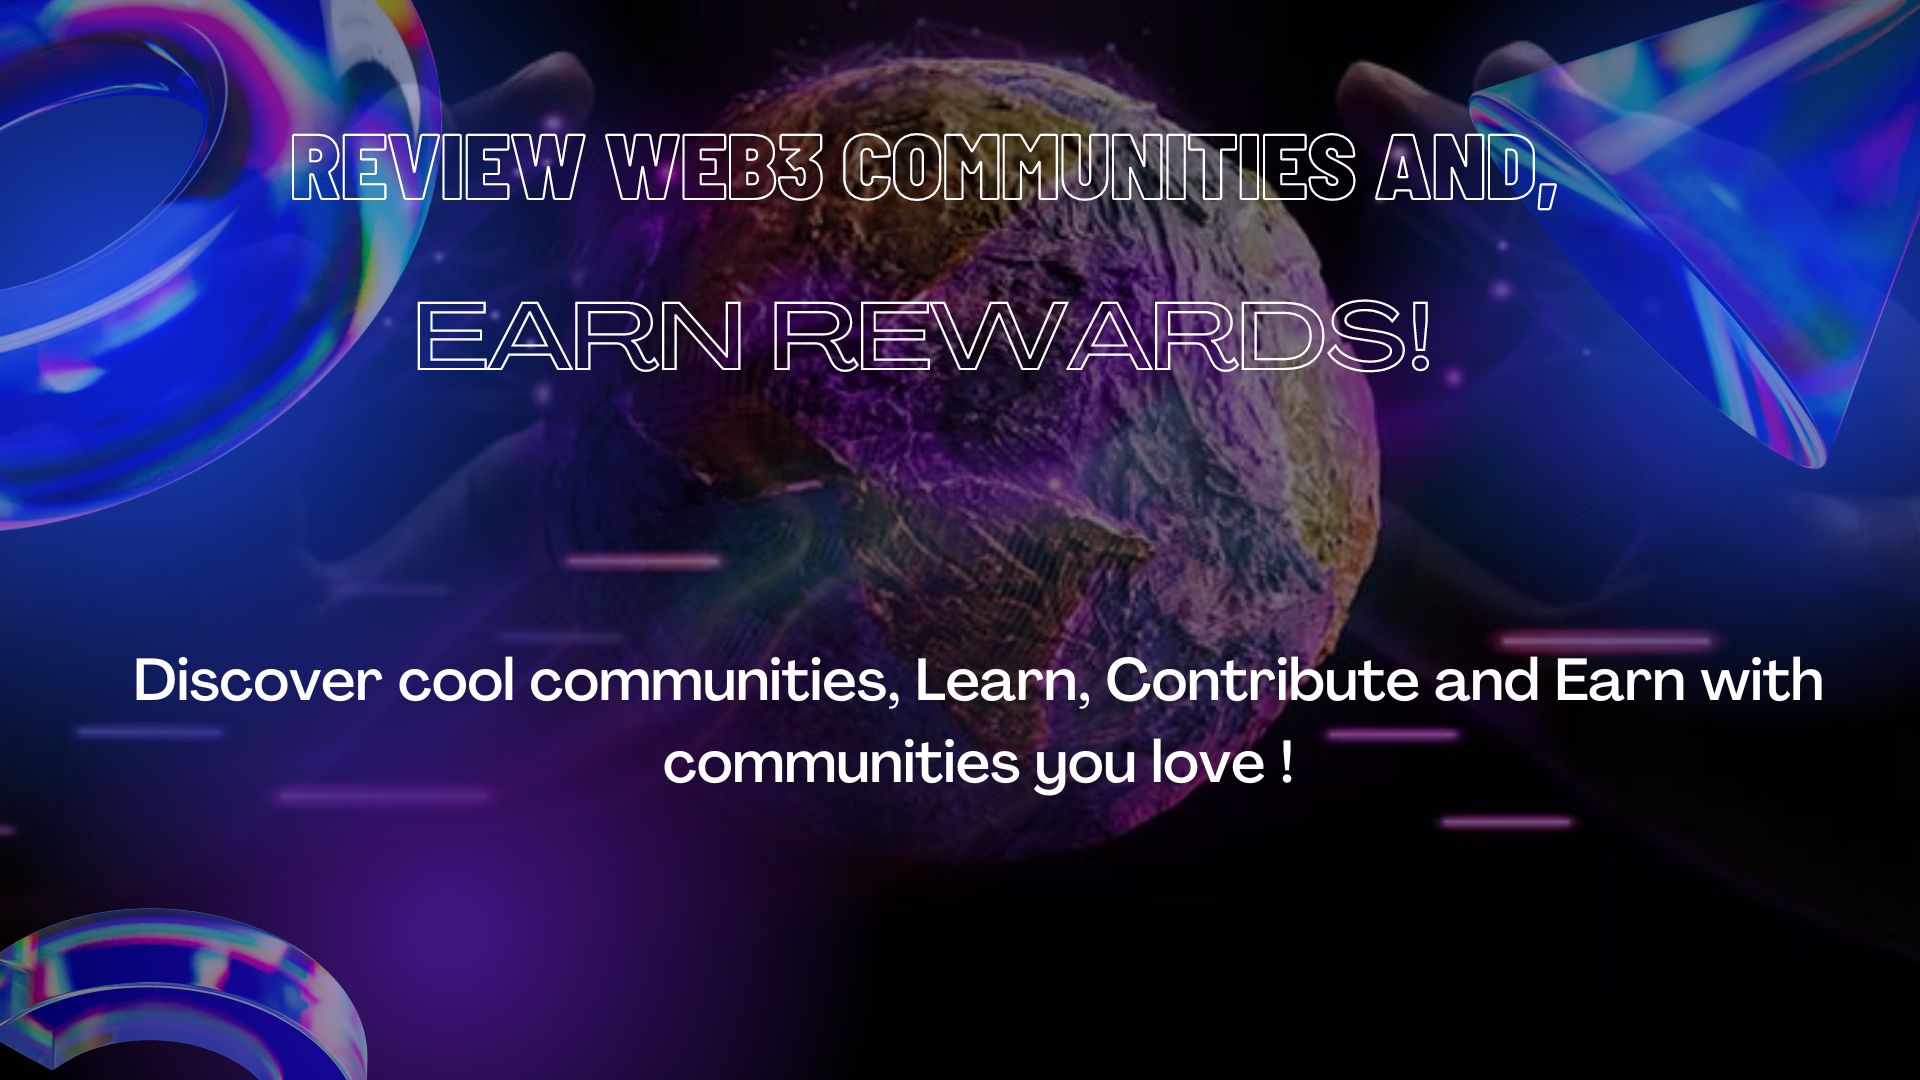 REVIEW WEB3 COMMUNITIES AND,
EARN REWARDS!
Discover cool communities, Learn, Contribute and Earn with
communities you love !